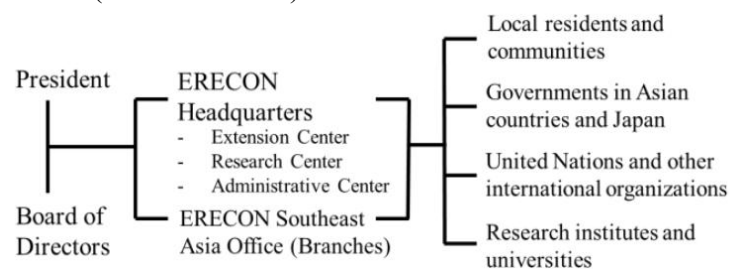 President
Board of
Directors
ERECON
Headquarters
- Extension Center
- Research Center
- Administrative Center
ERECON Southeast
Asia Office (Branches)
Local residents and
communities
Governments in Asian
countries and Japan
United Nations and other
international organizations
Research institutes and
universities